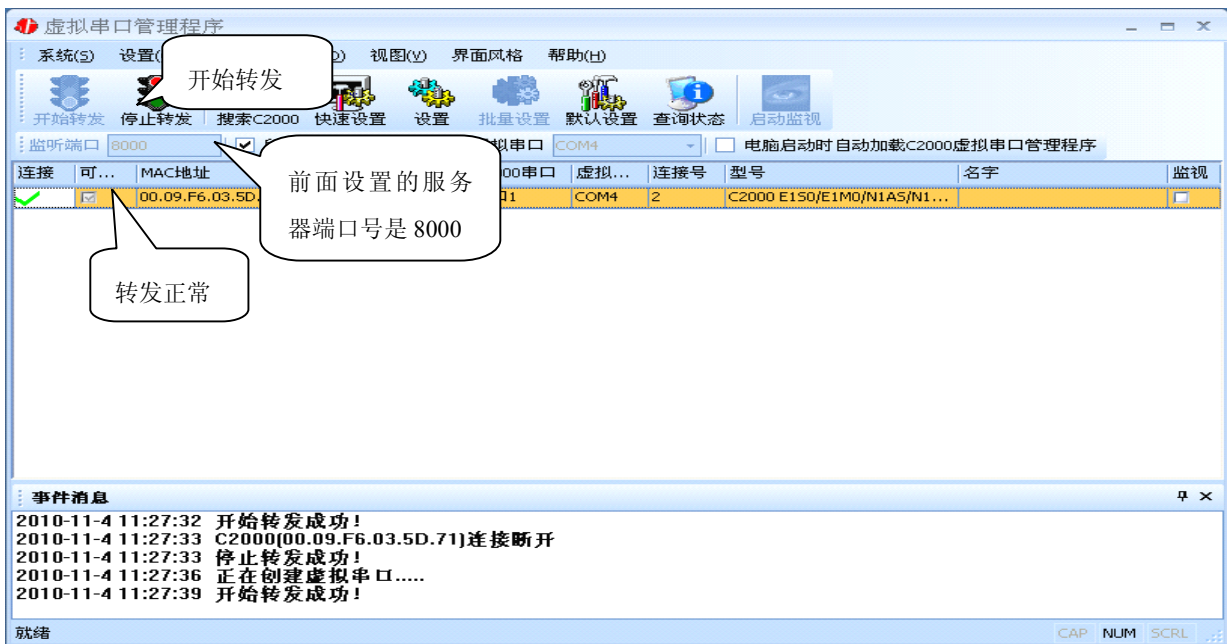 虚拟串口管理程序
系统(S) 设置( 视图(V) 界面风格 帮助(H)
开始转发
开始转发 停止转发 搜索C2000 快速设置 设置 批量设置 默认设置 查询状态 启动监视
监听端口 8000 拟串口 COM4 电脑启动时自动加载C2000虚拟串口管理程序
连接 可... MAC地址 00串口 虚拟... 连接号 型号 名字 监视
00.09.F6.03.5D. 1 COM4 2 C2000 E1S0/E1M0/N1A5/N1...
前面设置的服务
器端口号是 8000
转发正常
事件消息
2010-11-4 11:27:32 开始转发成功!
2010-11-4 11:27:33 C2000(00.09.F6.03.5D.71)连接断开
2010-11-4 11:27:33 停止转发成功!
2010-11-4 11:27:36 正在创建虚拟串口.....
2010-11-4 11:27:39 开始转发成功!
就绪 CAP NUM SCRL